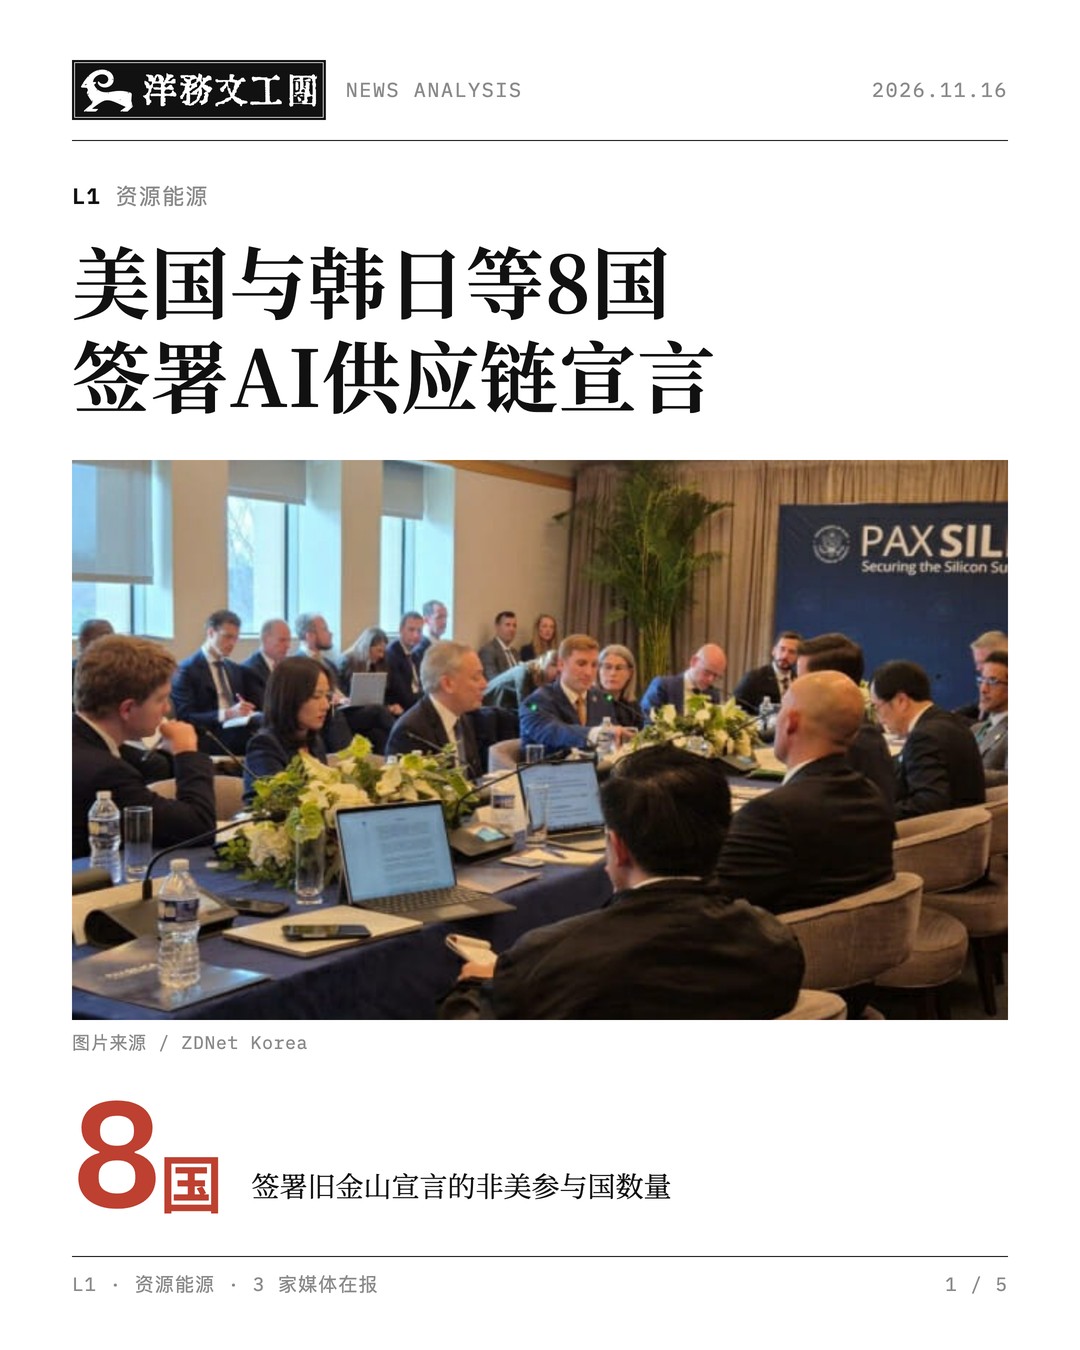 洋務文工團 NEWS ANALYSIS 2026.11.16
L1 资源能源
美国与韩日等8国
签署AI供应链宣言
PAX SIL
Securing the Silicon Su
图片来源 / ZDNet Korea
8国 签署旧金山宣言的非美参与国数量
L1 · 资源能源 · 3 家媒体在报 1 / 5